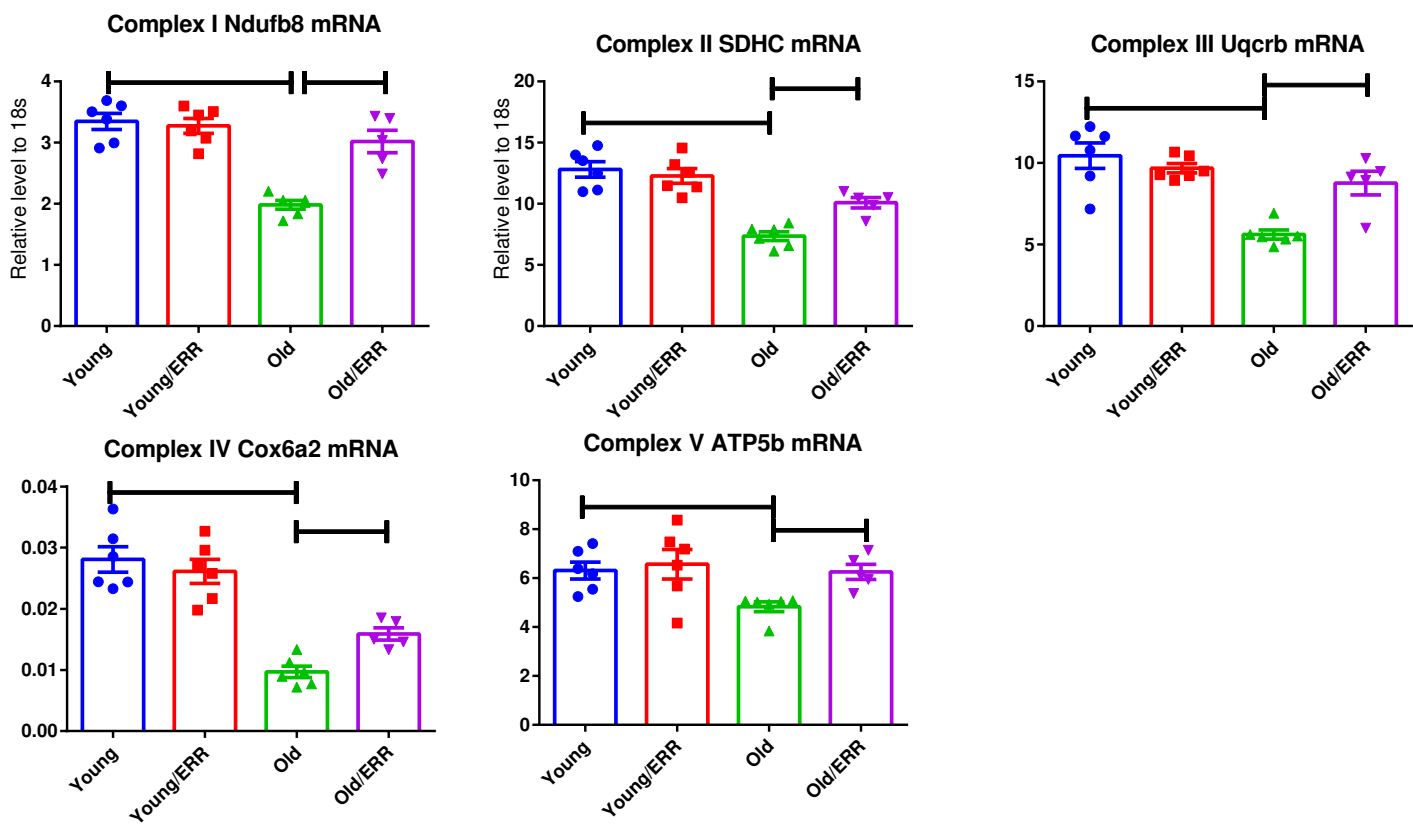 Complex I Ndufb8 mRNA
Relative level to 18s
4
3
2
1
0
Young
Young/ERR
Old
Old/ERR
Complex II SDHC mRNA
Relative level to 18s
20
15
10
5
0
Young
Young/ERR
Old
Old/ERR
Complex III Uqcrb mRNA
15
10
5
0
Young
Young/ERR
Old
Old/ERR
Complex IV Cox6a2 mRNA
0.04
0.03
0.02
0.01
0.00
Young
Young/ERR
Old
Old/ERR
Complex V ATP5b mRNA
10
8
6
4
2
0
Young
Young/ERR
Old
Old/ERR